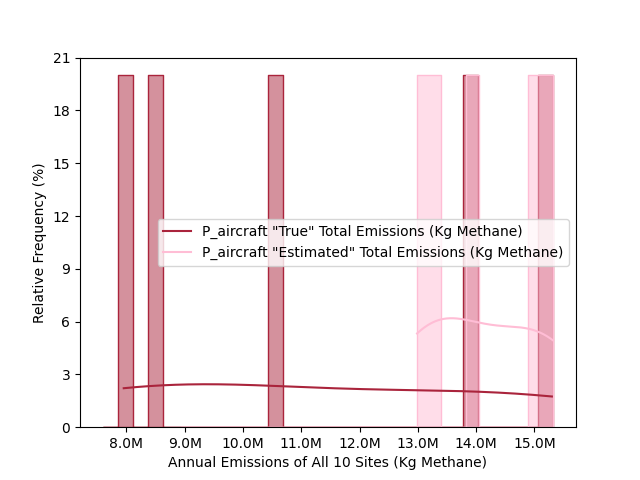 21
18
15
12
9
6
3
0
Relative Frequency (%)
P_aircraft "True" Total Emissions (Kg Methane)
P_aircraft "Estimated" Total Emissions (Kg Methane)
8.0M 9.0M 10.0M 11.0M 12.0M 13.0M 14.0M 15.0M
Annual Emissions of All 10 Sites (Kg Methane)